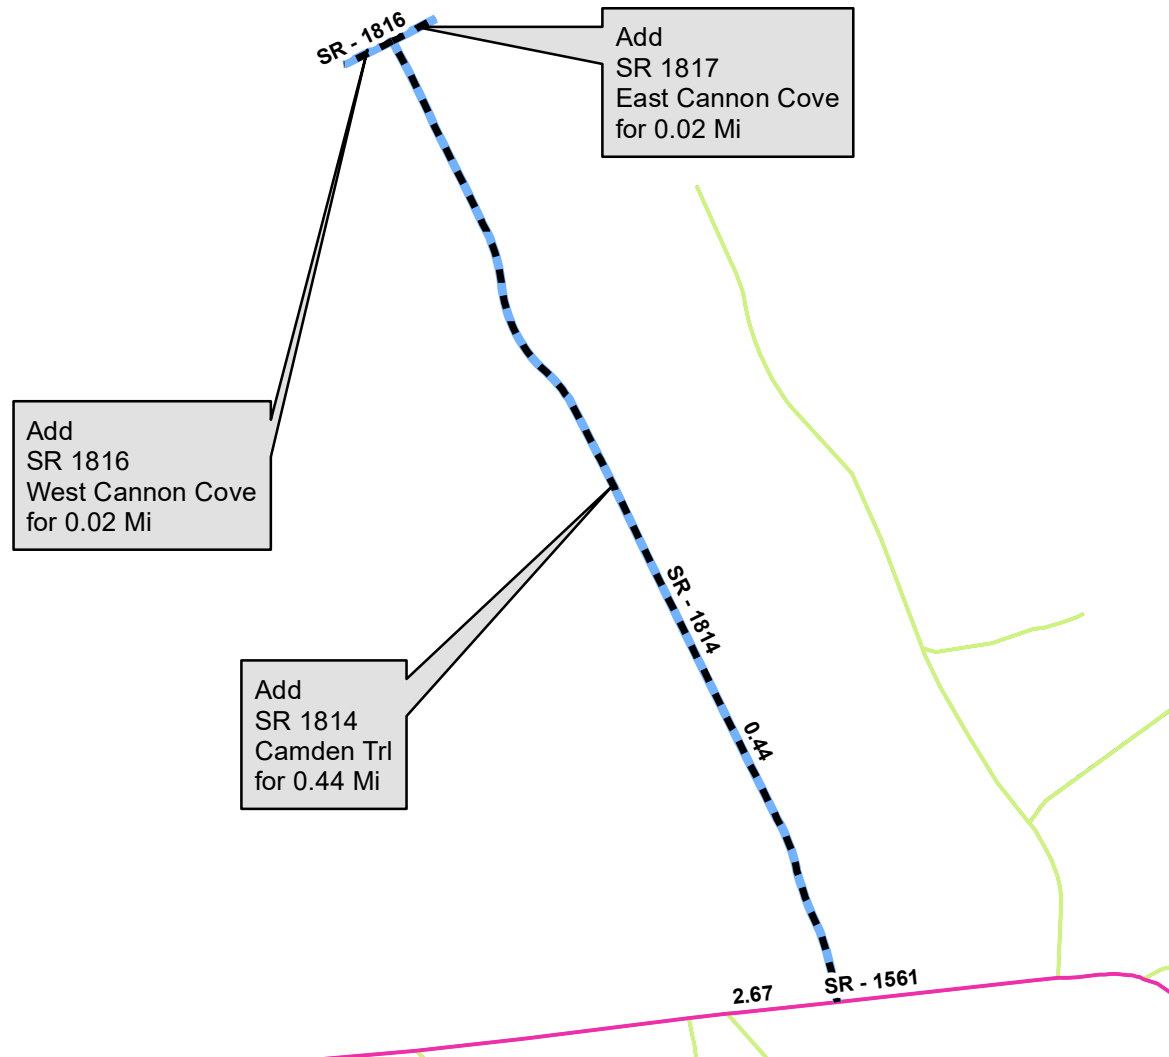 SR - 1816
Add
SR 1817
East Cannon Cove
for 0.02 Mi
Add
SR 1816
West Cannon Cove
for 0.02 Mi
SR - 1814
Add
SR 1814
Camden Trl
for 0.44 Mi
0.44
SR - 1561
2.67